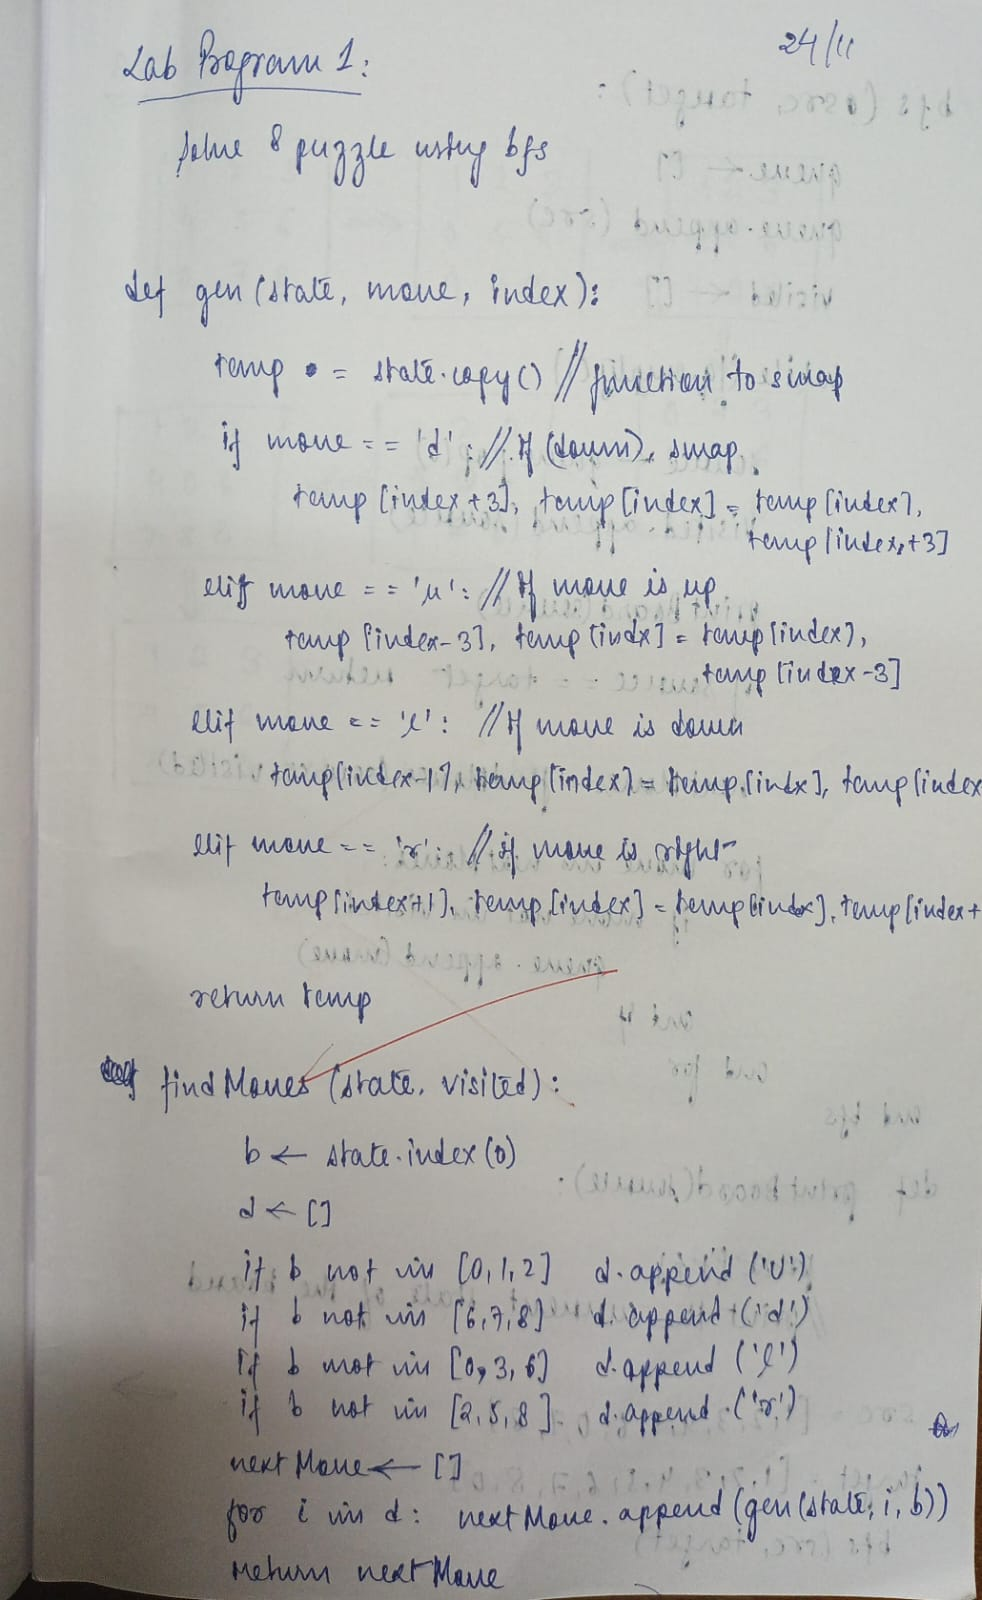 24/11
Lab Program 1:
Solve 8 puzzle using bfs
def gen (state, move, index):
temp = state.copy() // function to swap
if move == 'd': // If (down), swap
temp [index+3], temp [index] = temp [index],
temp [index+3]
elif move == 'u': // If move is up
temp [index-3], temp [indx] = temp [index],
temp [index-3]
elif move == 'l': // If move is down
temp [index-1], temp [index] = temp [indx], temp [index
elif move == 'r': // if move is right
temp [index+1], temp [index] = temp [indx], temp [index+
return temp
def findMoves (state, visited):
b ← state.index(0)
d ← []
if b not in [0,1,2] d.append ('U')
if b not in [6,7,8] d.append ('d')
if b not in [0,3,6] d.append ('l')
if b not in [2,5,8] d.append ('r')
nextMove ← []
for i in d: nextMove.append (gen (state, i, b))
return nextMove